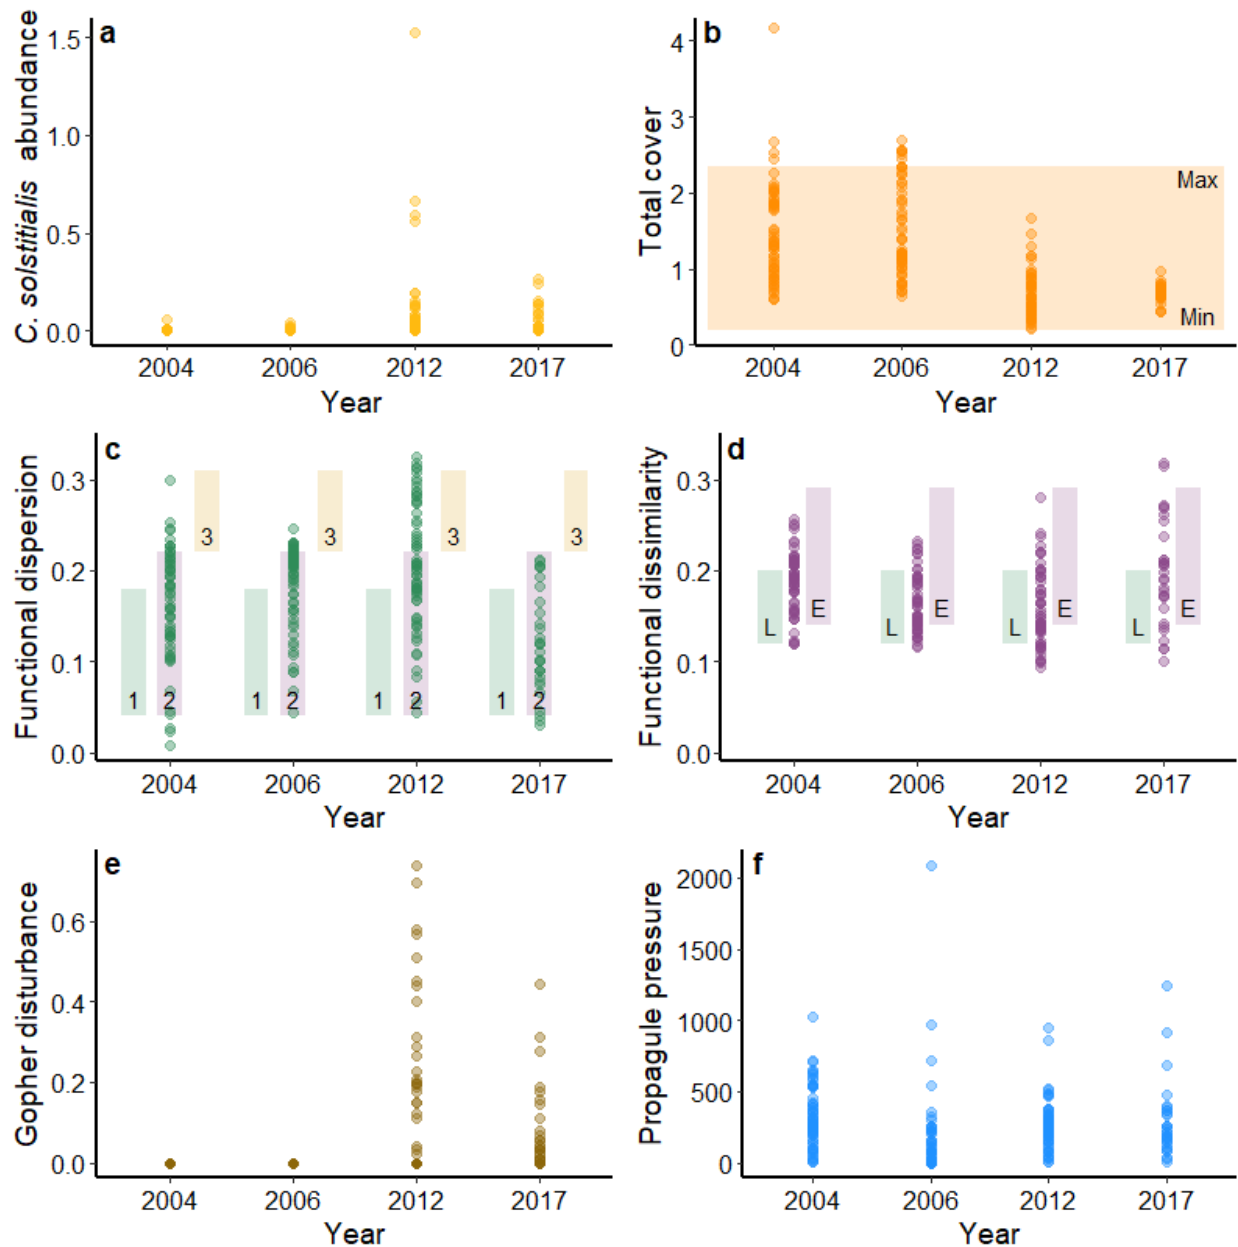 a
C. solstitialis abundance
1.5
1.0
0.5
0.0
2004 2006 2012 2017
Year
b
Total cover
4
3
2
1
0
Max
Min
2004 2006 2012 2017
Year
c
Functional dispersion
0.3
0.2
0.1
0.0
3 3 3 3
1 2 1 2 1 2 1 2
2004 2006 2012 2017
Year
d
Functional dissimilarity
0.3
0.2
0.1
0.0
L E L E L E L E
2004 2006 2012 2017
Year
e
Gopher disturbance
0.6
0.4
0.2
0.0
2004 2006 2012 2017
Year
f
Propagule pressure
2000
1500
1000
500
0
2004 2006 2012 2017
Year